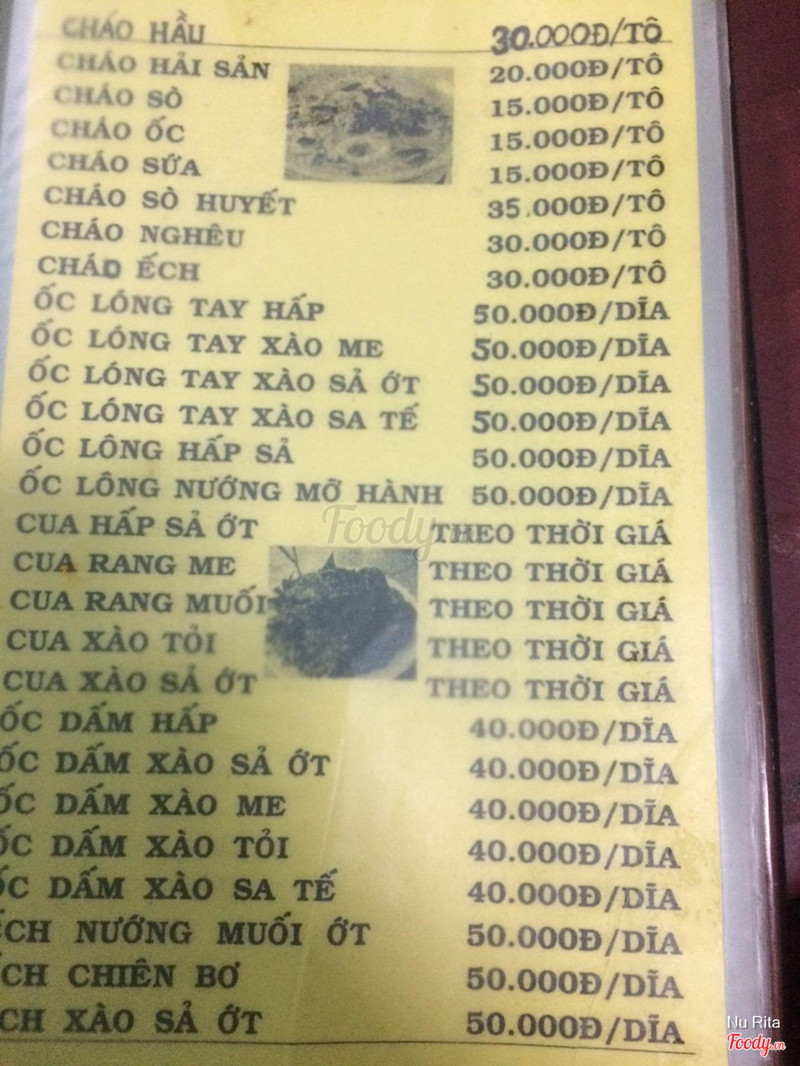 CHÁO HẦU 30.000Đ/TÔ
CHÁO HẢI SẢN 20.000Đ/TÔ
CHÁO SÒ 15.000Đ/TÔ
CHÁO ỐC 15.000Đ/TÔ
CHÁO SỨA 15.000Đ/TÔ
CHÁO SÒ HUYẾT 35.000Đ/TÔ
CHÁO NGHÊU 30.000Đ/TÔ
CHÁO ẾCH 30.000Đ/TÔ
ỐC LÓNG TAY HẤP 50.000Đ/DĨA
ỐC LÓNG TAY XÀO ME 50.000Đ/DĨA
ỐC LÓNG TAY XÀO SẢ ỚT 50.000Đ/DĨA
ỐC LÓNG TAY XÀO SA TẾ 50.000Đ/DĨA
ỐC LÔNG HẤP SẢ 50.000Đ/DĨA
ỐC LÔNG NƯỚNG MỠ HÀNH 50.000Đ/DĨA
CUA HẤP SẢ ỚT THEO THỜI GIÁ
CUA RANG ME THEO THỜI GIÁ
CUA RANG MUỐI THEO THỜI GIÁ
CUA XÀO TỎI THEO THỜI GIÁ
CUA XÀO SẢ ỚT THEO THỜI GIÁ
ỐC DẤM HẤP 40.000Đ/DĨA
ỐC DẤM XÀO SẢ ỚT 40.000Đ/DĨA
ỐC DẤM XÀO ME 40.000Đ/DĨA
ỐC DẤM XÀO TỎI 40.000Đ/DĨA
ỐC DẤM XÀO SA TẾ 40.000Đ/DĨA
ẾCH NƯỚNG MUỐI ỚT 50.000Đ/DĨA
ẾCH CHIÊN BƠ 50.000Đ/DĨA
CH XÀO SẢ ỚT 50.000Đ/DĨA
Foody
Nu Rita
Foody.vn